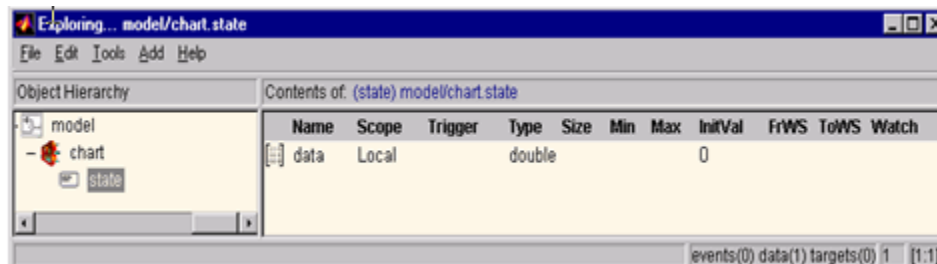 Exploring... model/chart.state
File Edit Tools Add Help
Object Hierarchy
Contents of: (state) model/chart.state
model
chart
state
Name Scope Trigger Type Size Min Max InitVal FrWS ToWS Watch
data Local double 0
events(0) data(1) targets(0) 1 [1:1]